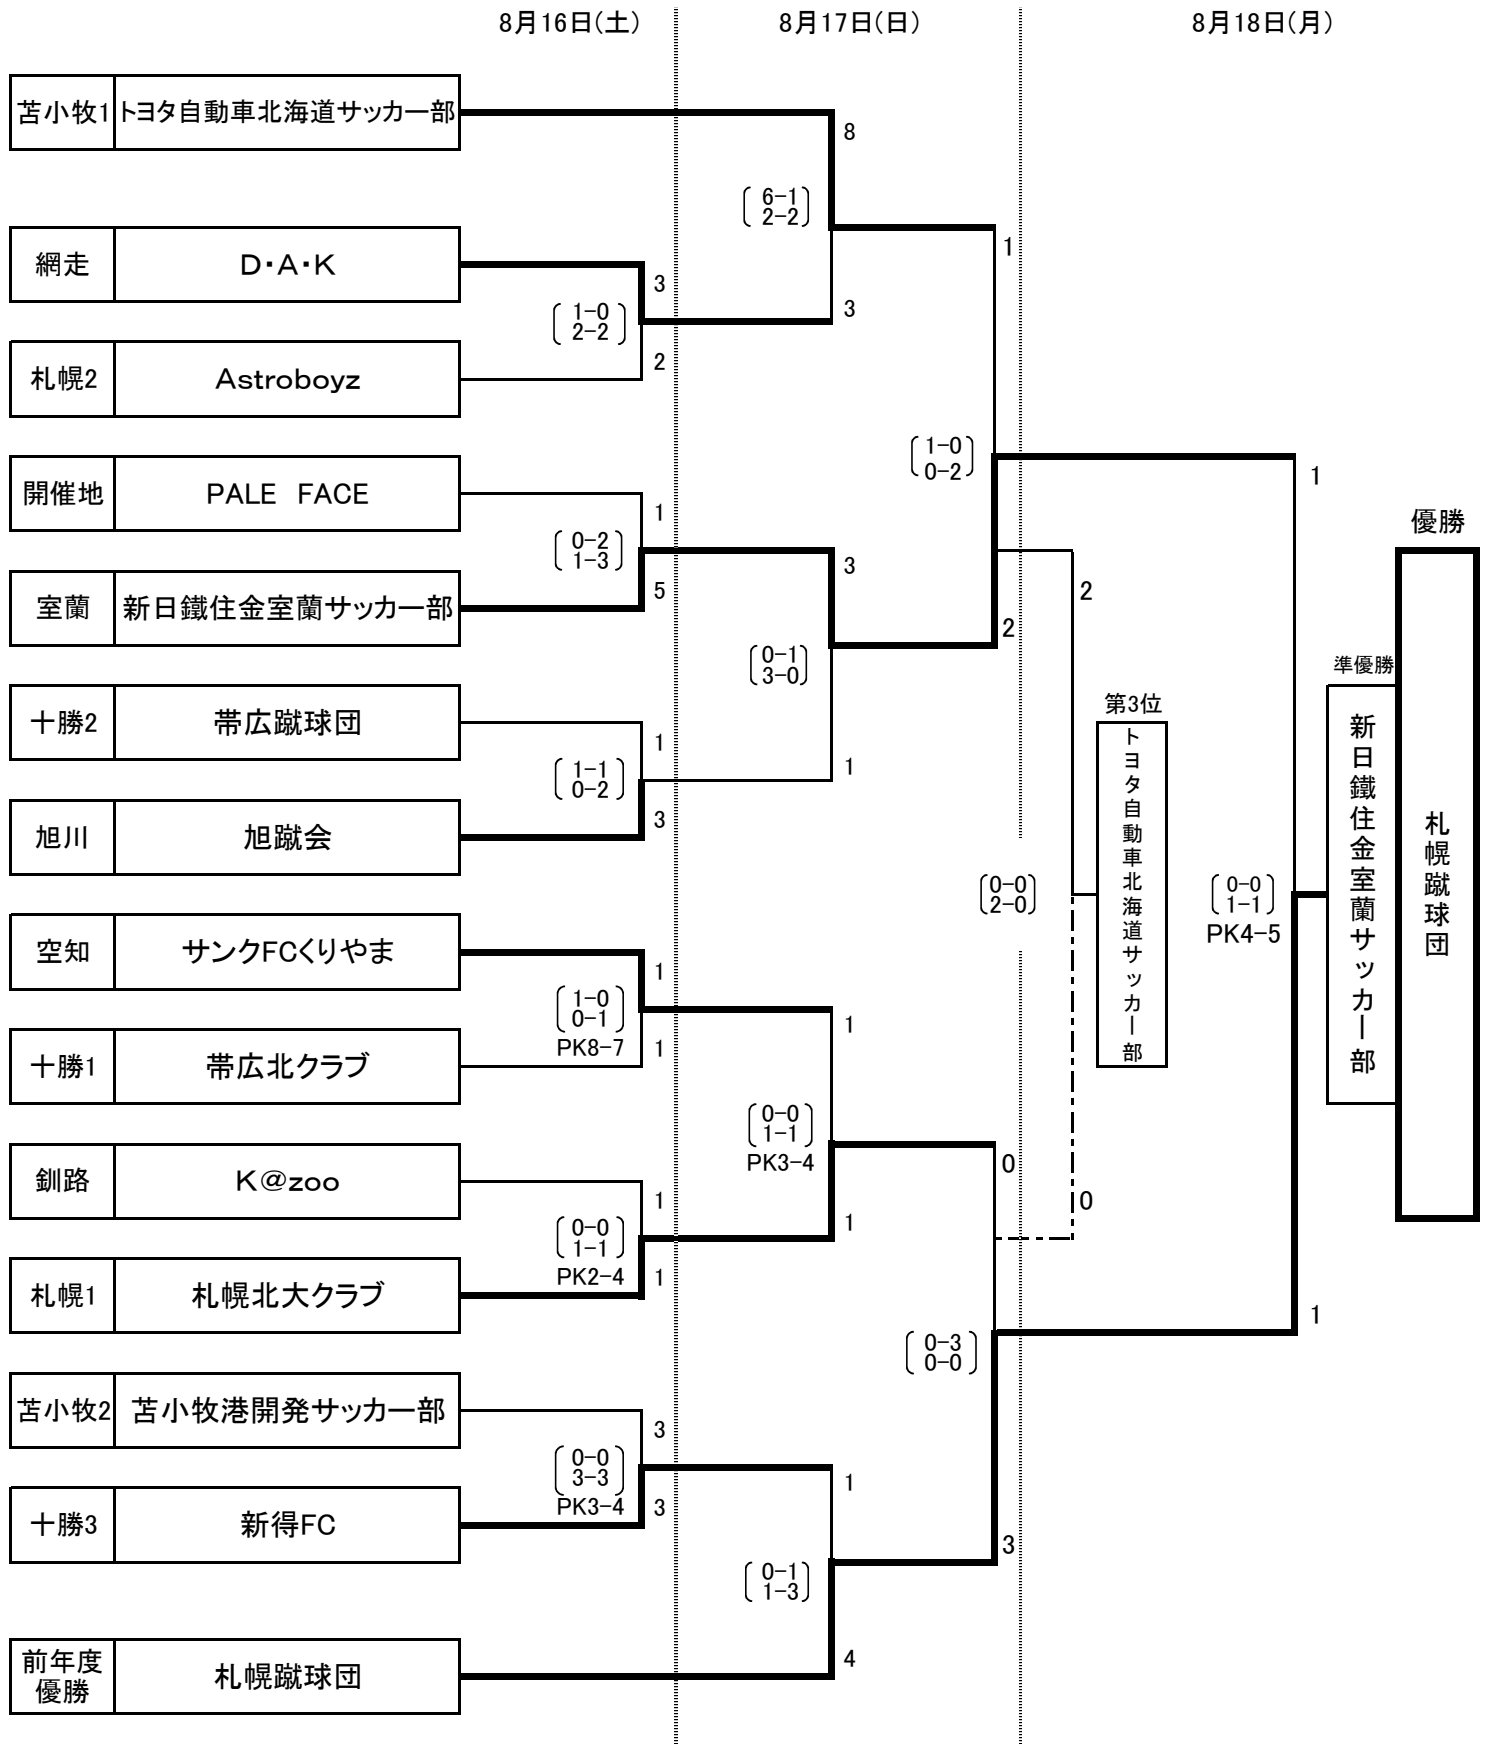 8月16日(土)
8月17日(日)
8月18日(月)
苫小牧1 トヨタ自動車北海道サッカー部
8
6-1
2-2
網走 D・A・K
1
3
1-0
2-2
3
札幌2 Astroboyz
2
1-0
0-2
1
開催地 PALE FACE
1
優勝
0-2
1-3
3
室蘭 新日鐵住金室蘭サッカー部
5
2
2
0-1
3-0
準優勝
十勝2 帯広蹴球団
第3位
1
1-1
0-2
1
旭川 旭蹴会
3
トヨタ自動車北海道サッカー部
新日鐵住金室蘭サッカー部
札幌蹴球団
0-0
2-0
0-0
1-1
PK4-5
空知 サンクFCくりやま
1
1-0
0-1
PK8-7
1
十勝1 帯広北クラブ
1
0-0
1-1
PK3-4
0
釧路 K@zoo
1
0
0-0
1-1
PK2-4
1
札幌1 札幌北大クラブ
1
1
0-3
0-0
苫小牧2 苫小牧港開発サッカー部
3
0-0
3-3
PK3-4
1
十勝3 新得FC
3
3
0-1
1-3
前年度
優勝
札幌蹴球団
4